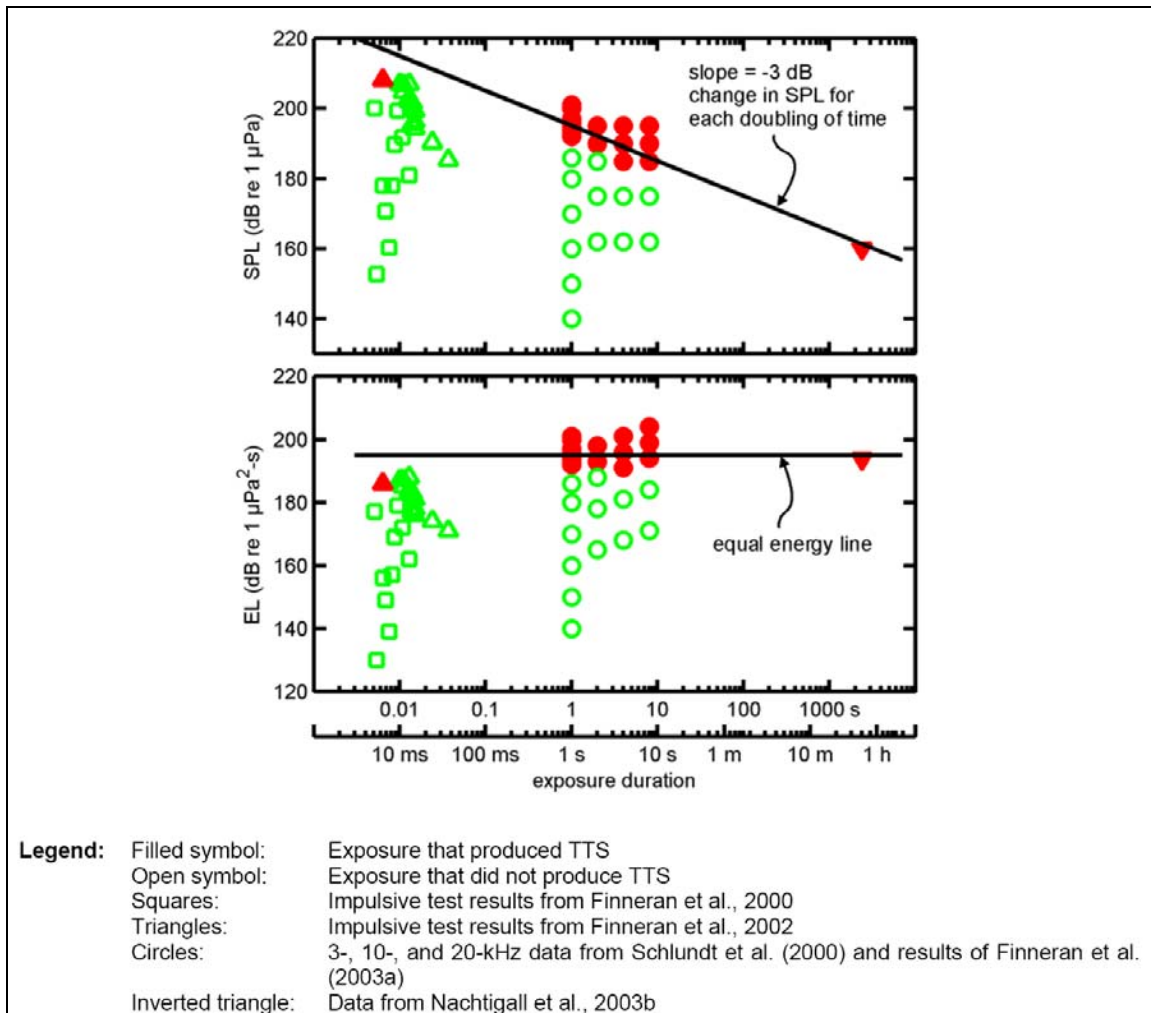 220
200
180
160
140
SPL (dB re 1 µPa)
slope = -3 dB
change in SPL for
each doubling of time
220
200
180
160
140
120
EL (dB re 1 µPa²-s)
equal energy line
0.01 0.1 1 10 100 1000 s
10 ms 100 ms 1 s 10 s 1 m 10 m 1 h
exposure duration
Legend: Filled symbol: Exposure that produced TTS
Open symbol: Exposure that did not produce TTS
Squares: Impulsive test results from Finneran et al., 2000
Triangles: Impulsive test results from Finneran et al., 2002
Circles: 3-, 10-, and 20-kHz data from Schlundt et al. (2000) and results of Finneran et al.
(2003a)
Inverted triangle: Data from Nachtigall et al., 2003b